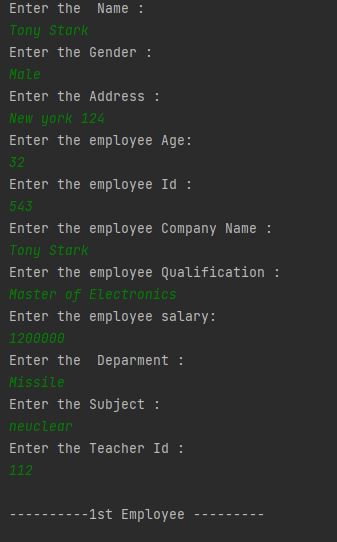 Enter the  Name :
Tony Stark
Enter the Gender :
Male
Enter the Address :
New york 124
Enter the employee Age:
32
Enter the employee Id :
543
Enter the employee Company Name :
Tony Stark
Enter the employee Qualification :
Master of Electronics
Enter the employee salary:
1200000
Enter the  Deparment :
Missile
Enter the Subject :
neuclear
Enter the Teacher Id :
112
----------1st Employee ---------